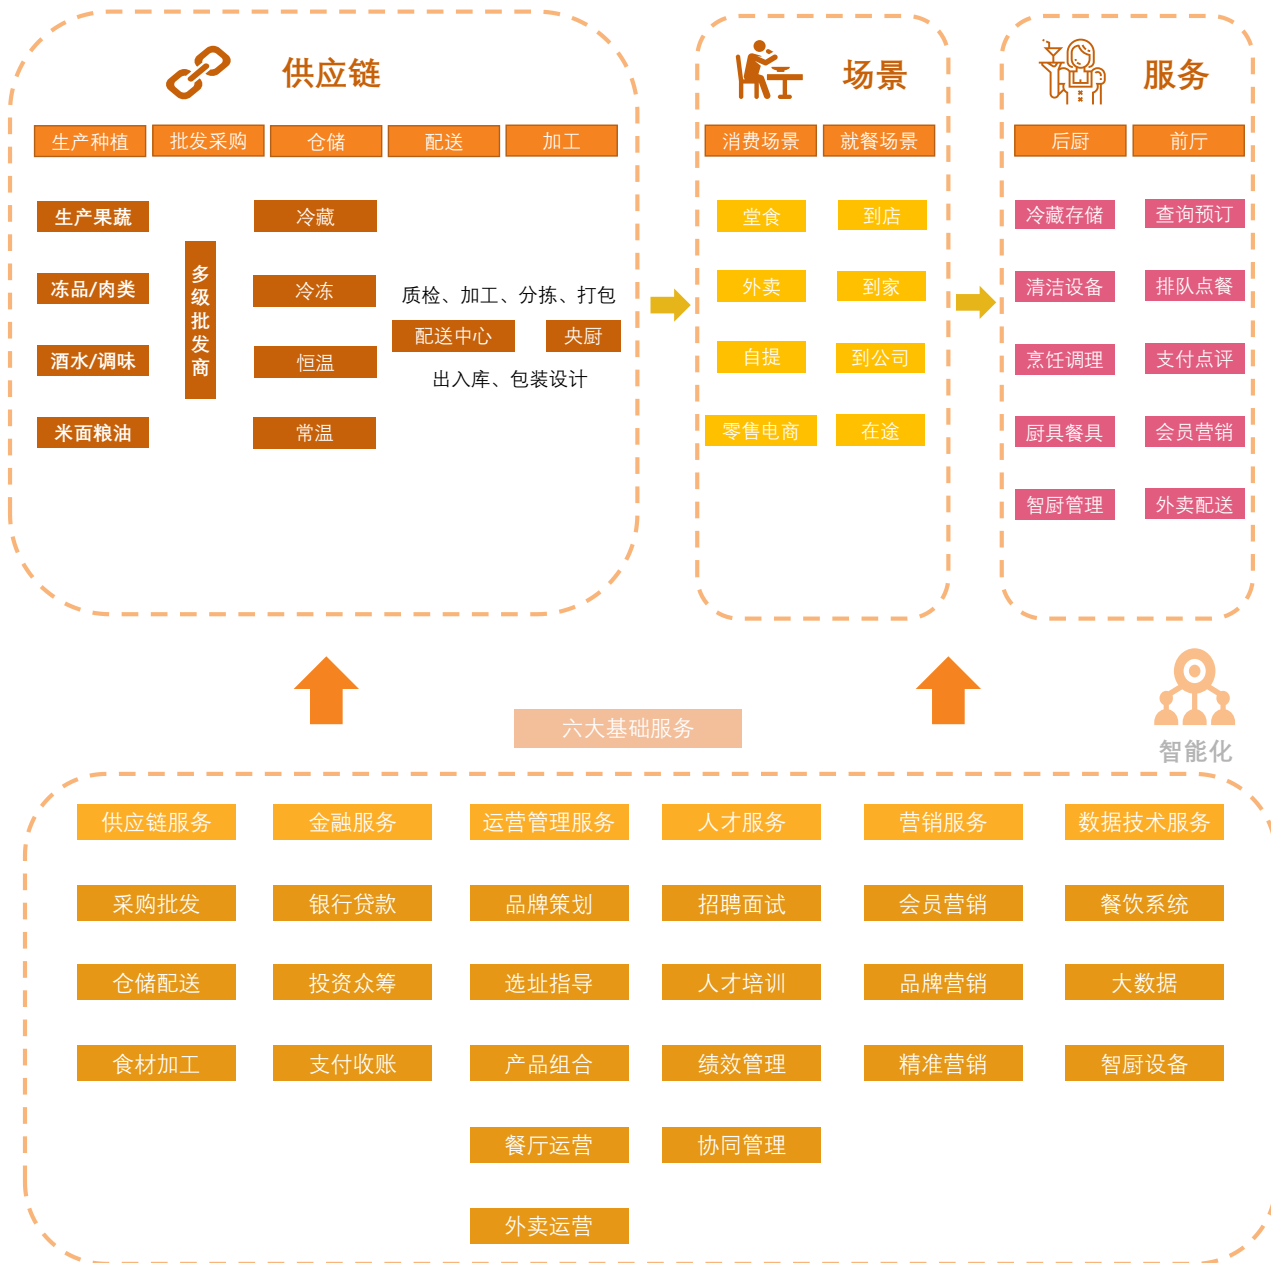 供应链
生产种植
批发采购
仓储
配送
加工
生产果蔬
冻品/肉类
酒水/调味
米面粮油
多级批发商
冷藏
冷冻
恒温
常温
质检、加工、分拣、打包
配送中心
央厨
出入库、包装设计
场景
消费场景
就餐场景
堂食
到店
外卖
到家
自提
到公司
零售电商
在途
服务
后厨
前厅
冷藏存储
查询预订
清洁设备
排队点餐
烹饪调理
支付点评
厨具餐具
会员营销
智厨管理
外卖配送
智能化
六大基础服务
供应链服务
金融服务
运营管理服务
人才服务
营销服务
数据技术服务
采购批发
银行贷款
品牌策划
招聘面试
会员营销
餐饮系统
仓储配送
投资众筹
选址指导
人才培训
品牌营销
大数据
食材加工
支付收账
产品组合
绩效管理
精准营销
智厨设备
餐厅运营
协同管理
外卖运营